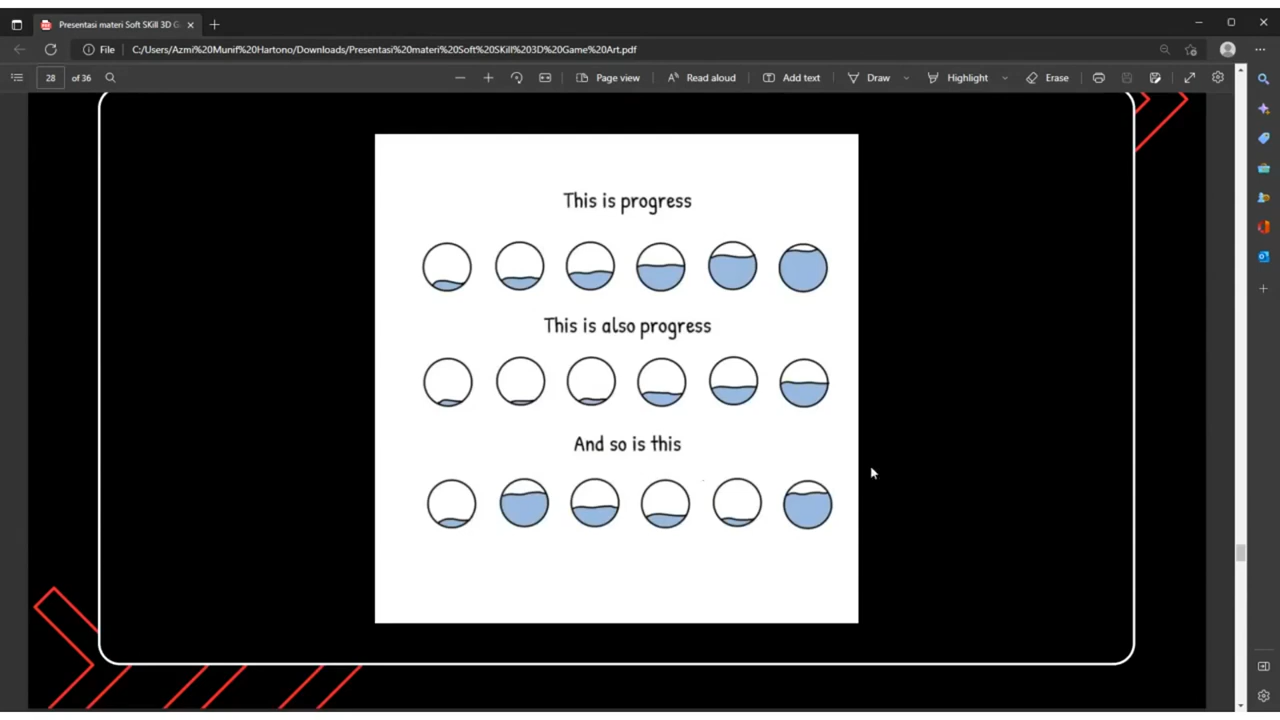 Presentasi materi Soft SKill 3D G
File C:/Users/Azmi%20Munif%20Hartono/Downloads/Presentasi%20materi%20Soft%20SKill%203D%20Game%20Art.pdf
28 of 36 Page view Read aloud Add text Draw Highlight Erase
This is progress
This is also progress
And so is this